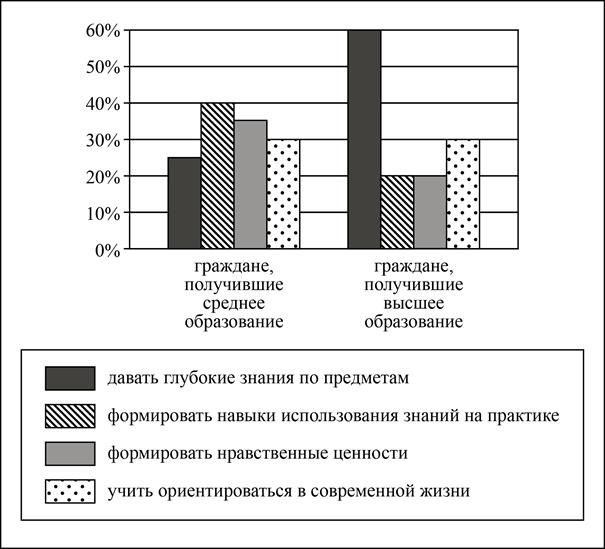 60%
50%
40%
30%
20%
10%
0%
граждане,
получившие
среднее
образование
граждане,
получившие
высшее
образование
давать глубокие знания по предметам
формировать навыки использования знаний на практике
формировать нравственные ценности
учить ориентироваться в современной жизни